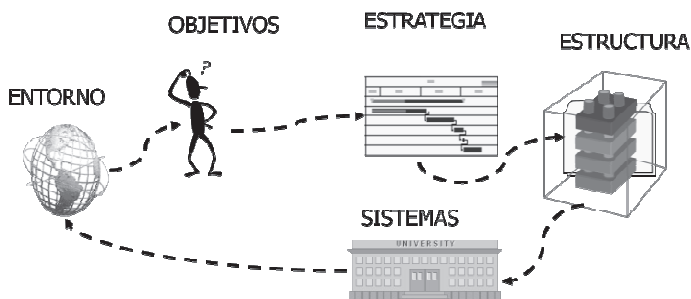 OBJETIVOS
ESTRATEGIA
ESTRUCTURA
ENTORNO
?
SISTEMAS
UNIVERSITY